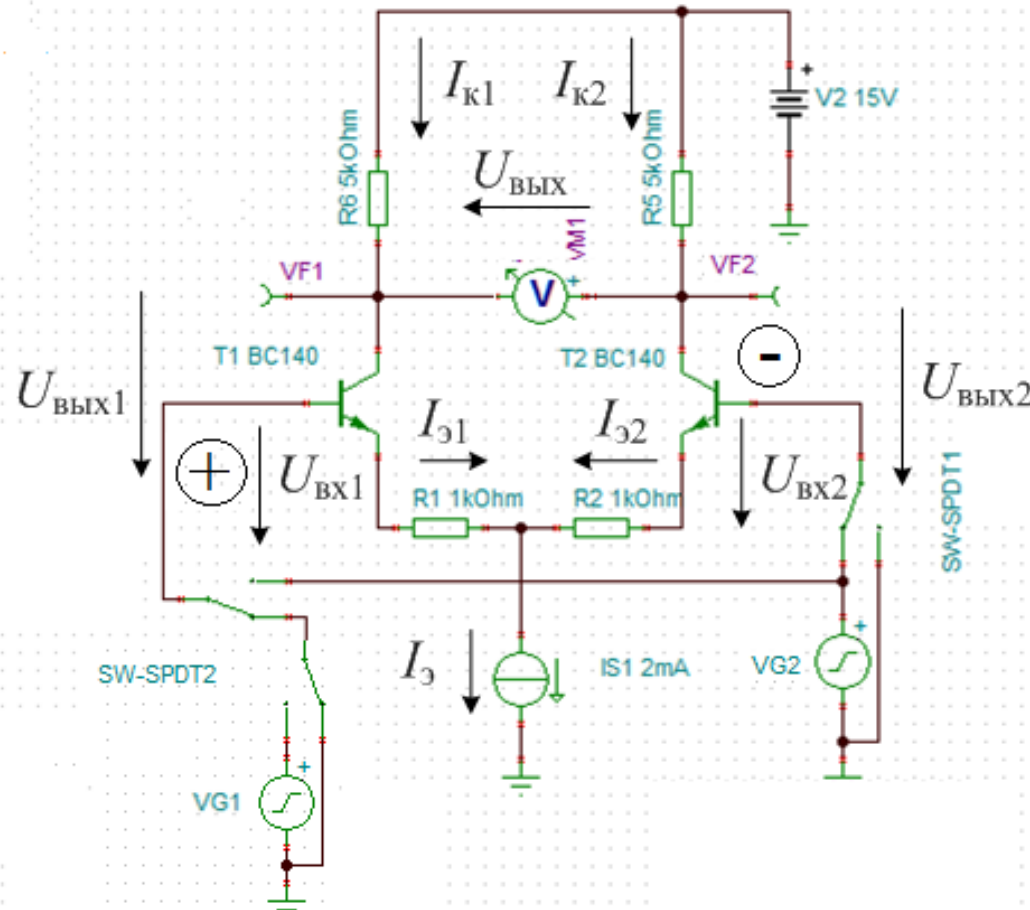 Iк1
Iк2
+
V2 15V
R6 5kOhm
Uвых
R5 5kOhm
VM1
VF1
- +
V
VF2
T1 BC140
T2 BC140
-
Uвых1
Uвых2
Iэ1
Iэ2
+
Uвх1
Uвх2
R1 1kOhm
R2 1kOhm
SW-SPDT1
SW-SPDT2
Iэ
IS1 2mA
VG2
+
VG1
+